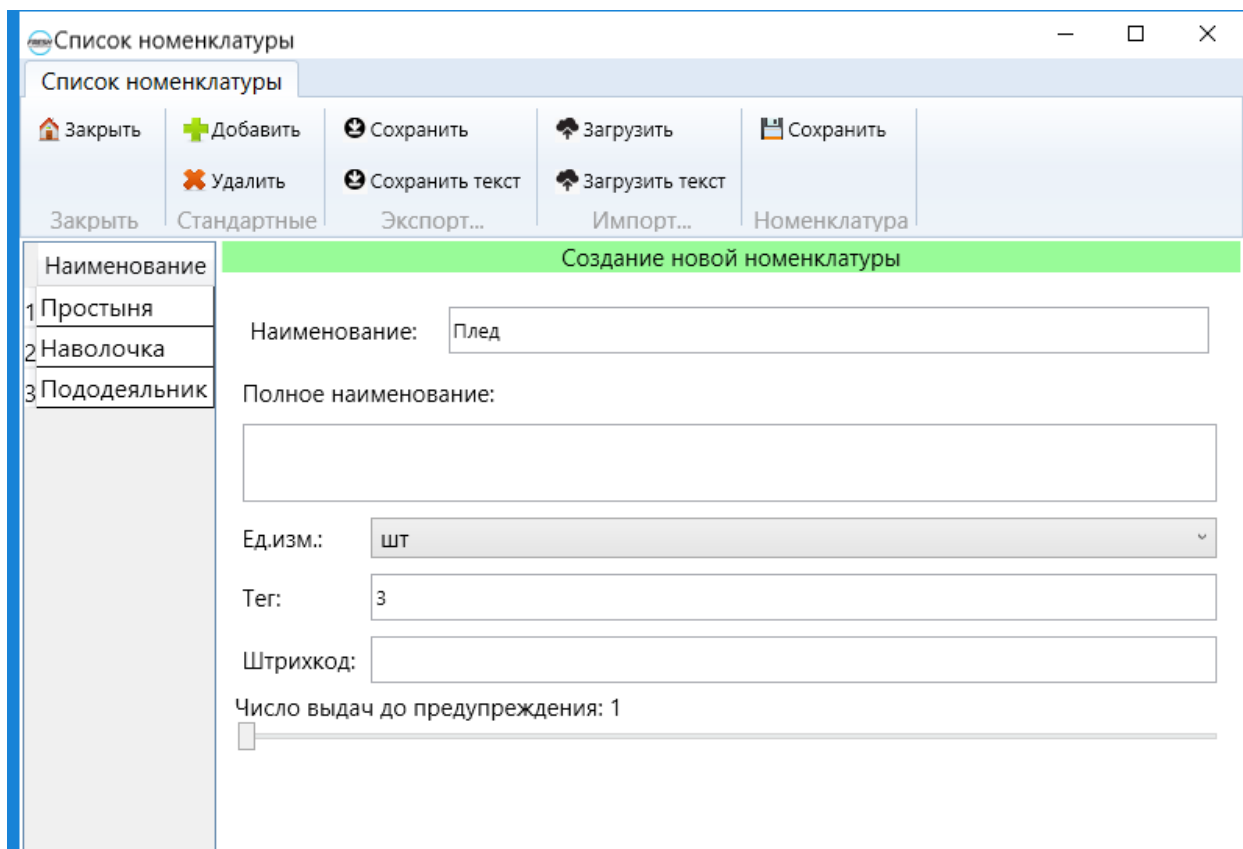 FRESH Список номенклатуры
Список номенклатуры
Закрыть Добавить Сохранить Загрузить Сохранить
Удалить Сохранить текст Загрузить текст
Закрыть Стандартные Экспорт... Импорт... Номенклатура
Наименование
1 Простыня
2 Наволочка
3 Пододеяльник
Создание новой номенклатуры
Наименование: Плед
Полное наименование:
Ед.изм.: шт
Тег: 3
Штрихкод:
Число выдач до предупреждения: 1